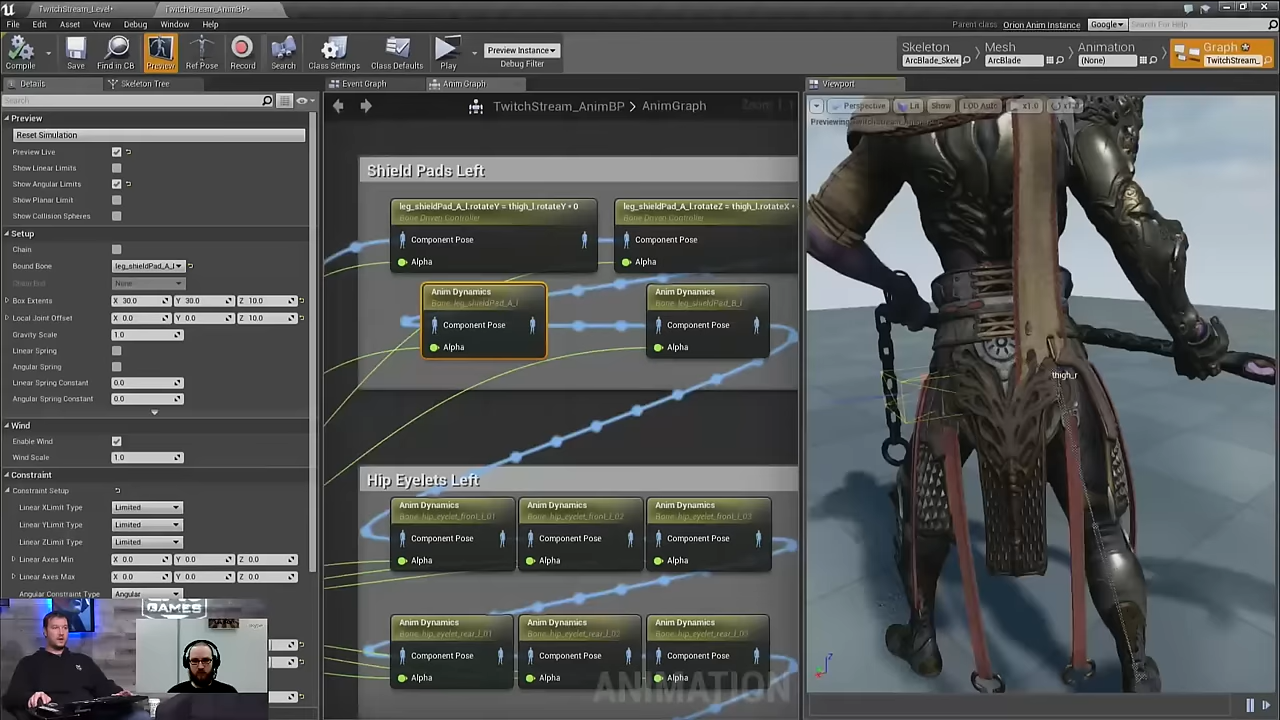 TwitchStream_Level*
TwitchStream_AnimBP*
File Edit Asset View Debug Window Help
Parent class: Orion Anim Instance
Google
Search For Help
Compile
Save
Find in CB
Preview
Ref Pose
Record
Search
Class Settings
Class Defaults
Play
Preview Instance
Debug Filter
Skeleton
ArcBlade_Skele
Mesh
ArcBlade
Animation
(None)
Graph
TwitchStream_
Details
Skeleton Tree
Search
Preview
Reset Simulation
Preview Live
Show Linear Limits
Show Angular Limits
Show Planar Limit
Show Collision Spheres
Setup
Chain
Bound Bone leg_shieldPad_A_l
None
Box Extents X 30.0 Y 30.0 Z 10.0
Local Joint Offset X 0.0 Y 0.0 Z 10.0
Gravity Scale 1.0
Linear Spring
Angular Spring
Linear Spring Constant 0.0
Angular Spring Constant 0.0
Wind
Enable Wind
Wind Scale 1.0
Constraint
Constraint Setup
Linear XLimit Type Limited
Linear YLimit Type Limited
Linear ZLimit Type Limited
Linear Axes Min X 0.0 Y 0.0 Z 0.0
Linear Axes Max X 0.0 Y 0.0 Z 0.0
Angular Constraint Type Angular
GAMES
Event Graph
Anim Graph
TwitchStream_AnimBP > AnimGraph
Zoom
Shield Pads Left
leg_shieldPad_A_l.rotateY = thigh_l.rotateY * 0
Bone Driven Controller
Component Pose
Alpha
leg_shieldPad_A_l.rotateZ = thigh_l.rotateX *
Bone Driven Controller
Component Pose
Alpha
Anim Dynamics
Bone: leg_shieldPad_A_l
Component Pose
Alpha
Anim Dynamics
Bone: leg_shieldPad_B_l
Component Pose
Alpha
Hip Eyelets Left
Anim Dynamics
Bone: hip_eyelet_front_l_01
Component Pose
Alpha
Anim Dynamics
Bone: hip_eyelet_front_l_02
Component Pose
Alpha
Anim Dynamics
Bone: hip_eyelet_front_l_03
Component Pose
Alpha
Anim Dynamics
Bone: hip_eyelet_rear_l_01
Component Pose
Alpha
Anim Dynamics
Bone: hip_eyelet_rear_l_02
Component Pose
Alpha
Anim Dynamics
Bone: hip_eyelet_rear_l_03
Component Pose
Alpha
ANIMATION
Viewport
Perspective
Lit
Show
LOD Auto
x1.0
Previewing TwitchStream_AnimBP
thigh_r